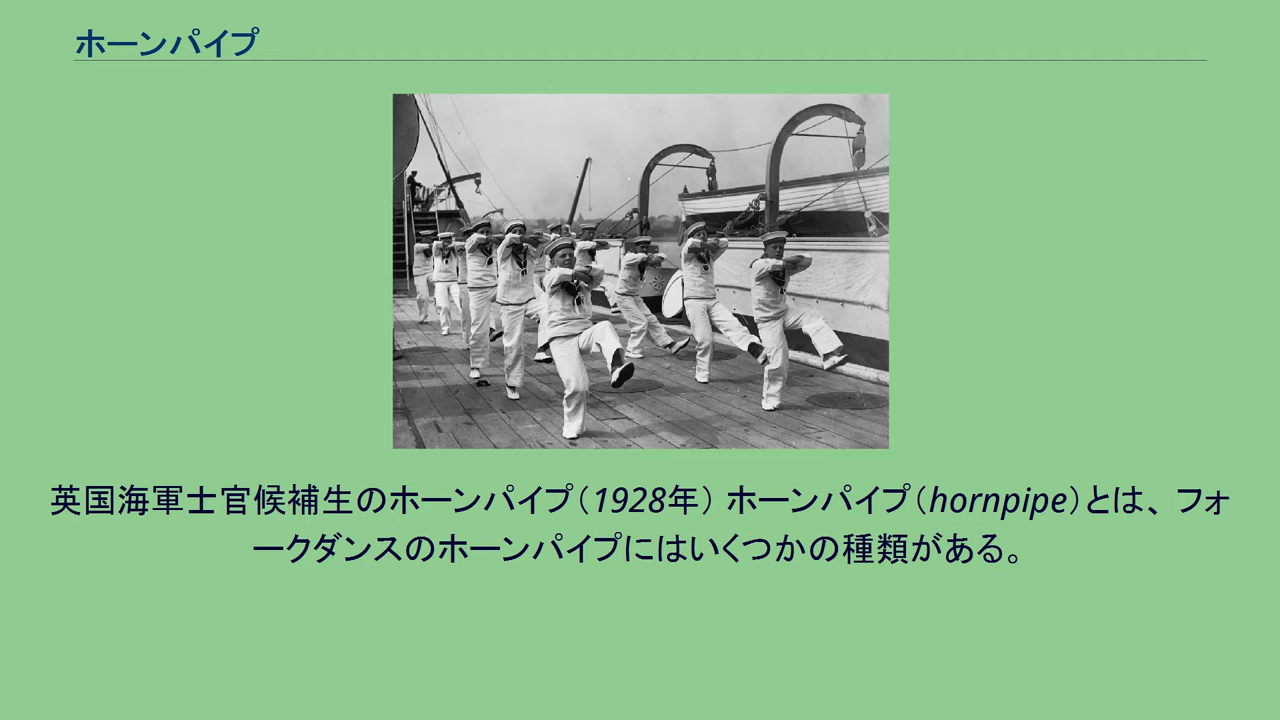 ホーンパイプ
英国海軍士官候補生のホーンパイプ（1928年） ホーンパイプ（hornpipe）とは、フォ
ークダンスのホーンパイプにはいくつかの種類がある。